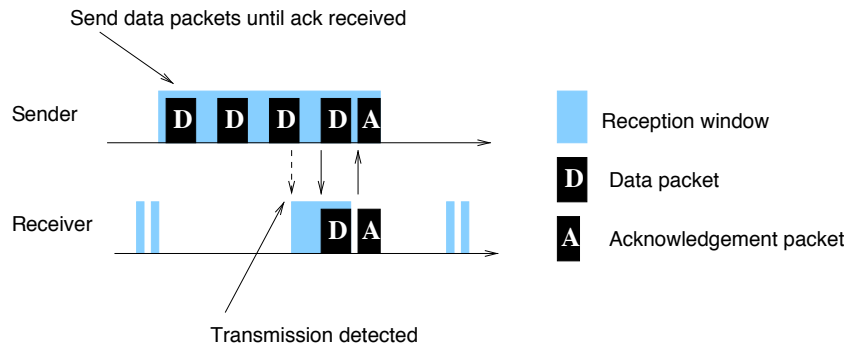 Send data packets until ack received
Sender
D D D D A
Reception window
D Data packet
Receiver
D A
A Acknowledgement packet
Transmission detected